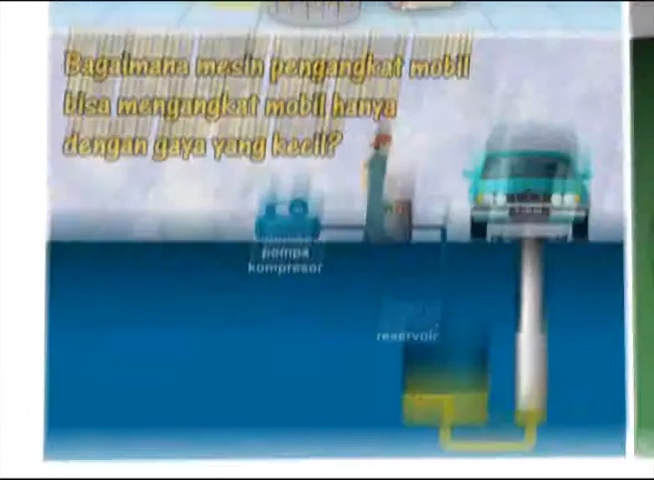 Bagaimana mesin pengangkat mobil
bisa mengangkat mobil hanya
dengan gaya yang kecil?
pompa
kompresor
reservoir